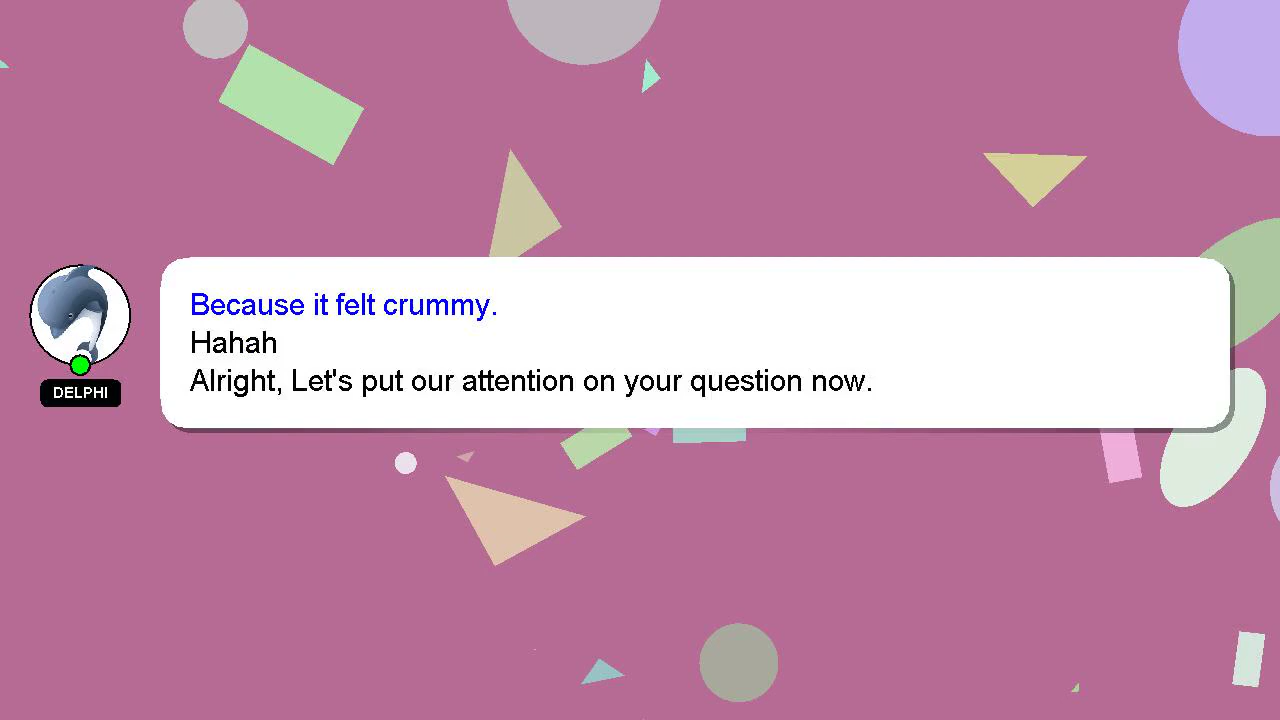 Because it felt crummy.
Hahah
Alright, Let's put our attention on your question now.
DELPHI